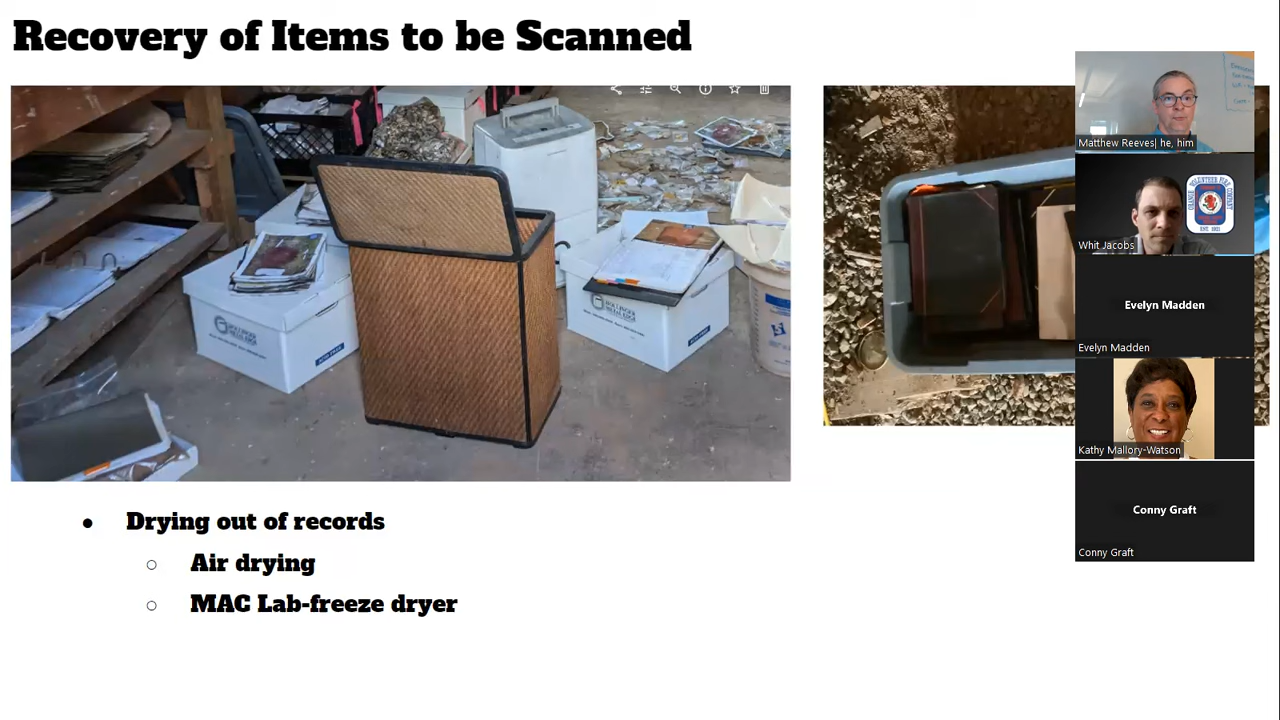 Recovery of Items to be Scanned
Matthew Reeves| he, him
Whit Jacobs
Evelyn Madden
Evelyn Madden
Kathy Mallory-Watson
Conny Graft
Conny Graft
● Drying out of records
○ Air drying
○ MAC Lab-freeze dryer